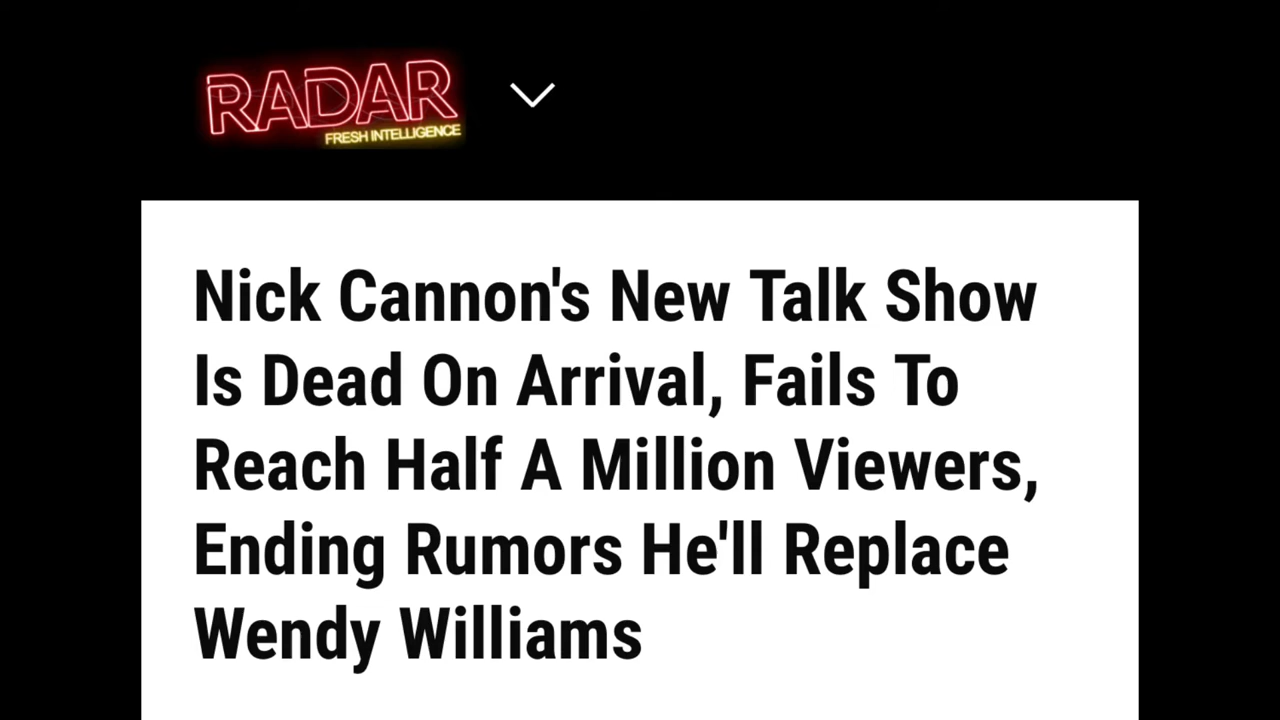 RADAR
FRESH INTELLIGENCE
Nick Cannon's New Talk Show
Is Dead On Arrival, Fails To
Reach Half A Million Viewers,
Ending Rumors He'll Replace
Wendy Williams